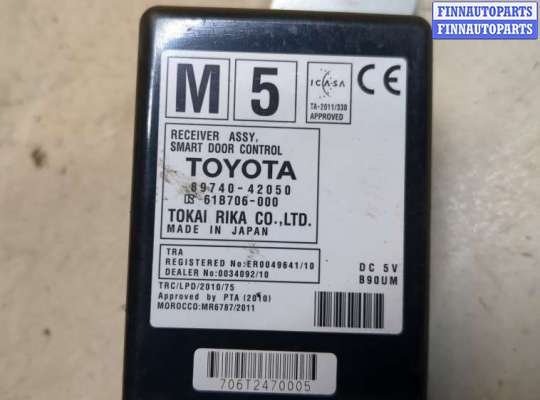 FINNAUTOPARTS
FINNAUTOPARTS
M 5
ICASA
TA-2011/330
APPROVED
CE
RECEIVER ASSY,
SMART DOOR CONTROL
TOYOTA
89740-42050
61B706-000
TOKAI RIKA CO.,LTD.
MADE IN JAPAN
TRA
REGISTERED No:ER0049641/10
DEALER No:0034092/10
DC 5V
B90UM
TRC/LPD/2010/75
Approved by PTA (2010)
MOROCCO:MR6787/2011
706T2470005